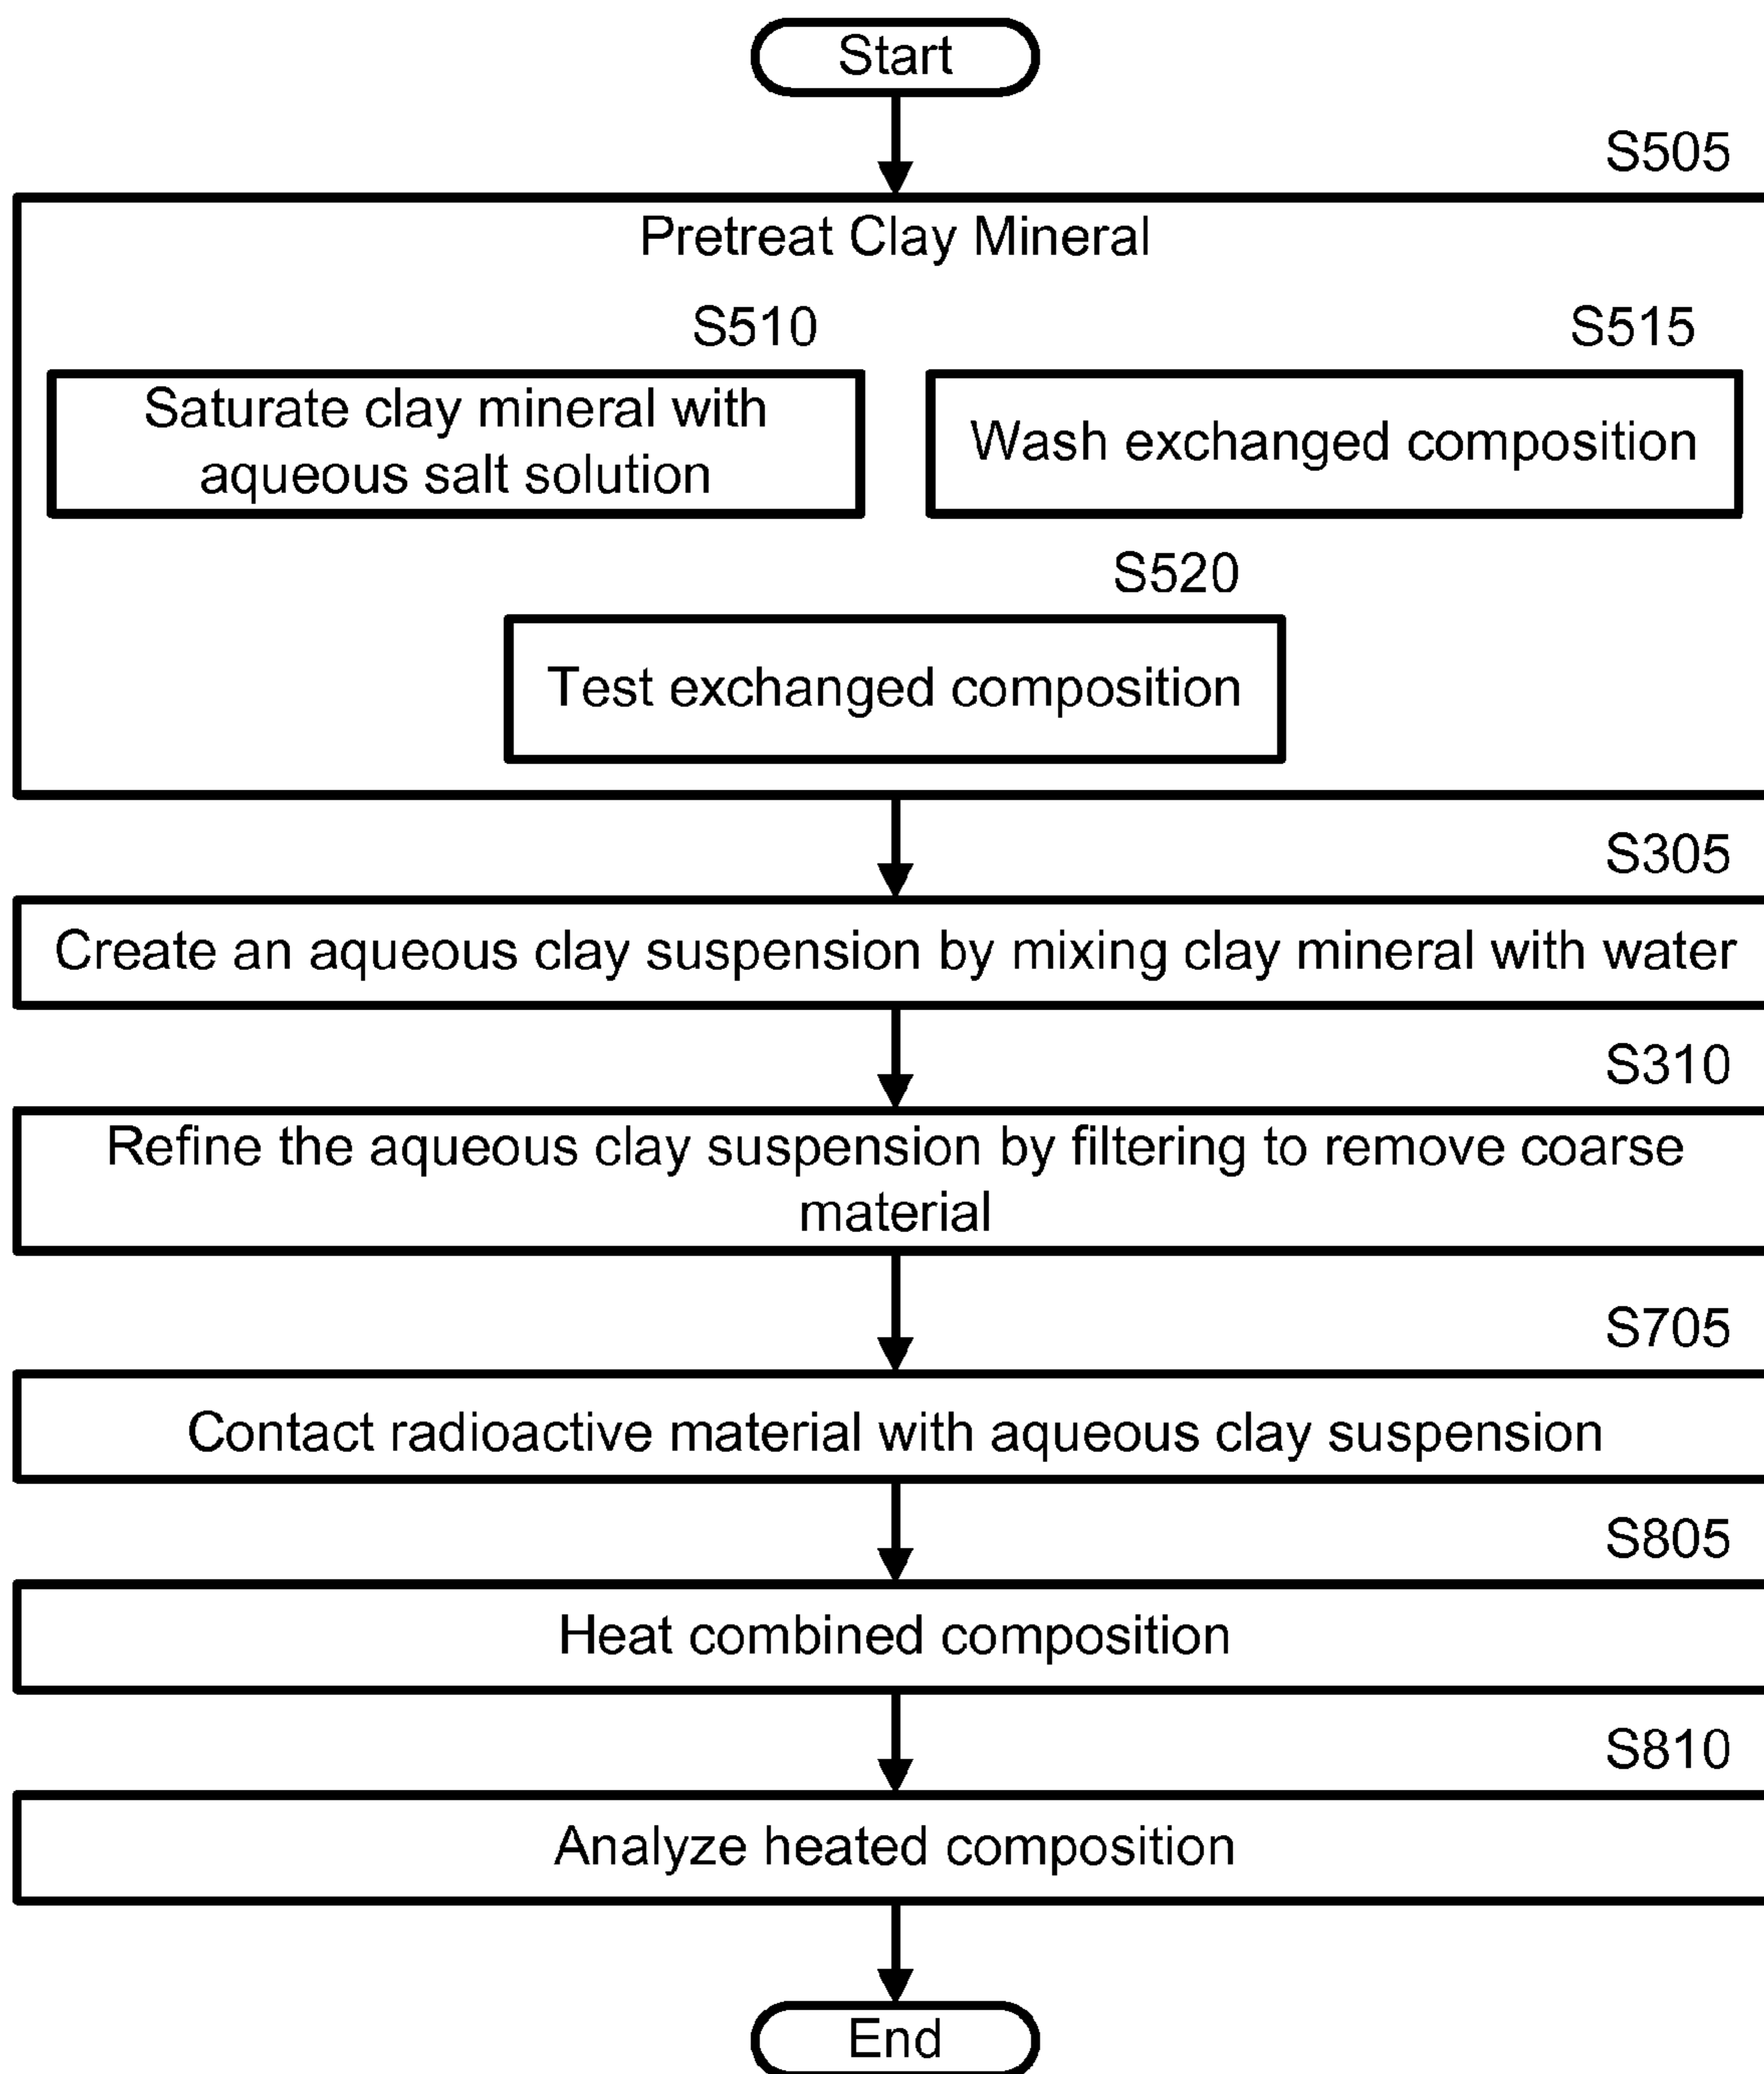 Start
S505
Pretreat Clay Mineral
S510
Saturate clay mineral with
aqueous salt solution
S515
Wash exchanged composition
S520
Test exchanged composition
S305
Create an aqueous clay suspension by mixing clay mineral with water
S310
Refine the aqueous clay suspension by filtering to remove coarse
material
S705
Contact radioactive material with aqueous clay suspension
S805
Heat combined composition
S810
Analyze heated composition
End